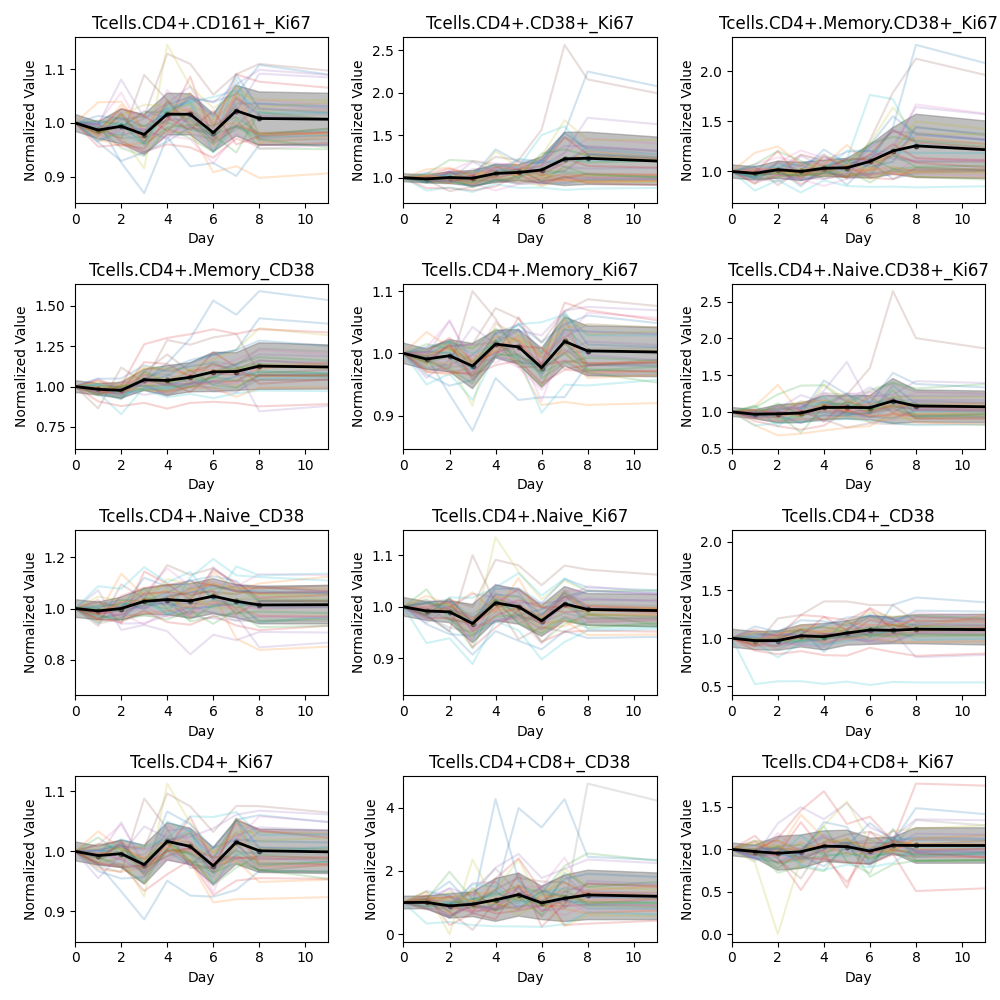 Tcells.CD4+.CD161+_Ki67
Normalized Value
1.1
1.0
0.9
0 2 4 6 8 10
Day
Tcells.CD4+.CD38+_Ki67
Normalized Value
2.5
2.0
1.5
1.0
0 2 4 6 8 10
Day
Tcells.CD4+.Memory.CD38+_Ki67
Normalized Value
2.0
1.5
1.0
0 2 4 6 8 10
Day
Tcells.CD4+.Memory_CD38
Normalized Value
1.50
1.25
1.00
0.75
0 2 4 6 8 10
Day
Tcells.CD4+.Memory_Ki67
Normalized Value
1.1
1.0
0.9
0 2 4 6 8 10
Day
Tcells.CD4+.Naive.CD38+_Ki67
Normalized Value
2.5
2.0
1.5
1.0
0.5
0 2 4 6 8 10
Day
Tcells.CD4+.Naive_CD38
Normalized Value
1.2
1.0
0.8
0 2 4 6 8 10
Day
Tcells.CD4+.Naive_Ki67
Normalized Value
1.1
1.0
0.9
0 2 4 6 8 10
Day
Tcells.CD4+_CD38
Normalized Value
2.0
1.5
1.0
0.5
0 2 4 6 8 10
Day
Tcells.CD4+_Ki67
Normalized Value
1.1
1.0
0.9
0 2 4 6 8 10
Day
Tcells.CD4+CD8+_CD38
Normalized Value
4
2
0
0 2 4 6 8 10
Day
Tcells.CD4+CD8+_Ki67
Normalized Value
1.5
1.0
0.5
0.0
0 2 4 6 8 10
Day